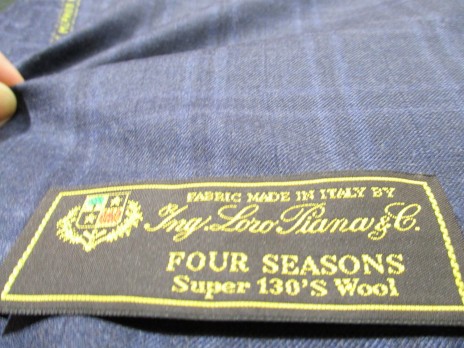 FABRIC MADE IN ITALY BY
Ing. Loro Piana & C.
FOUR SEASONS
Super 130'S Wool